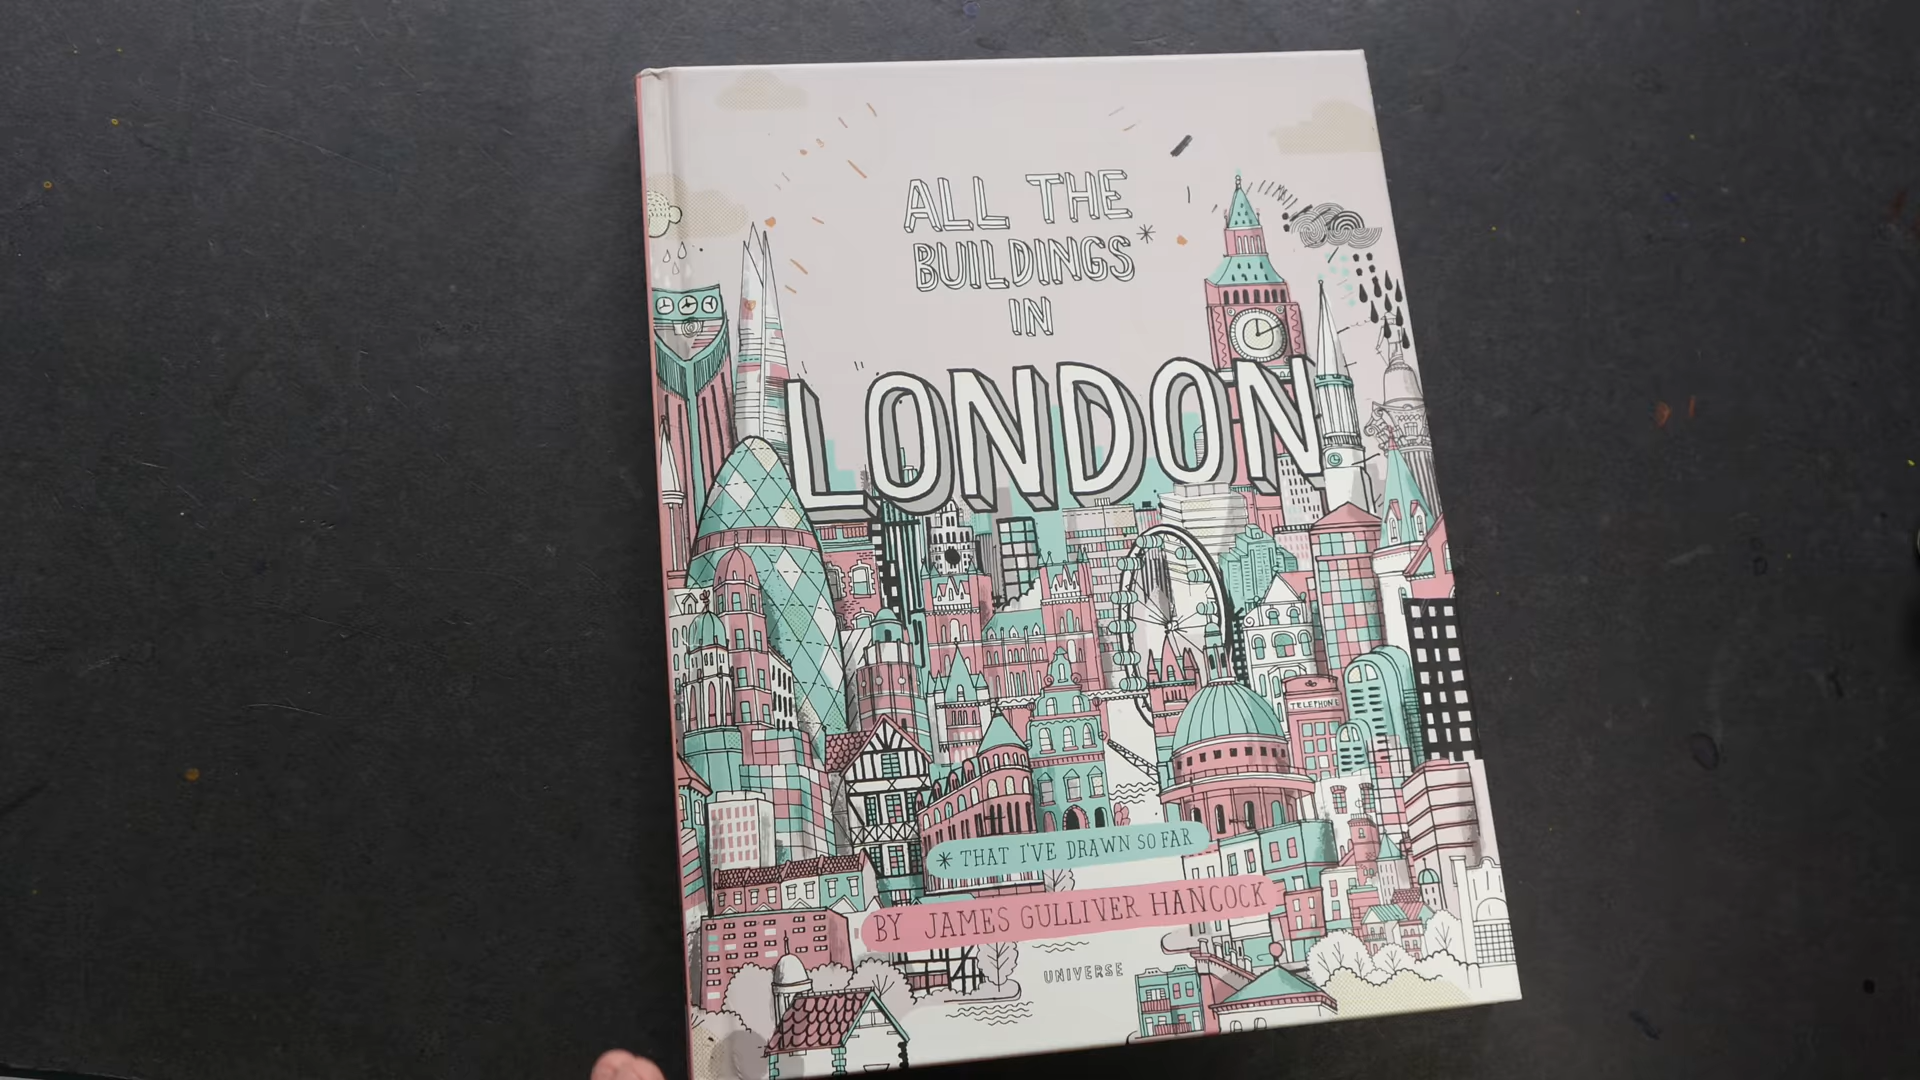 ALL THE
BUILDINGS*
IN
LONDON
TELEPHONE
* THAT I'VE DRAWN SO FAR
BY JAMES GULLIVER HANCOCK
UNIVERSE